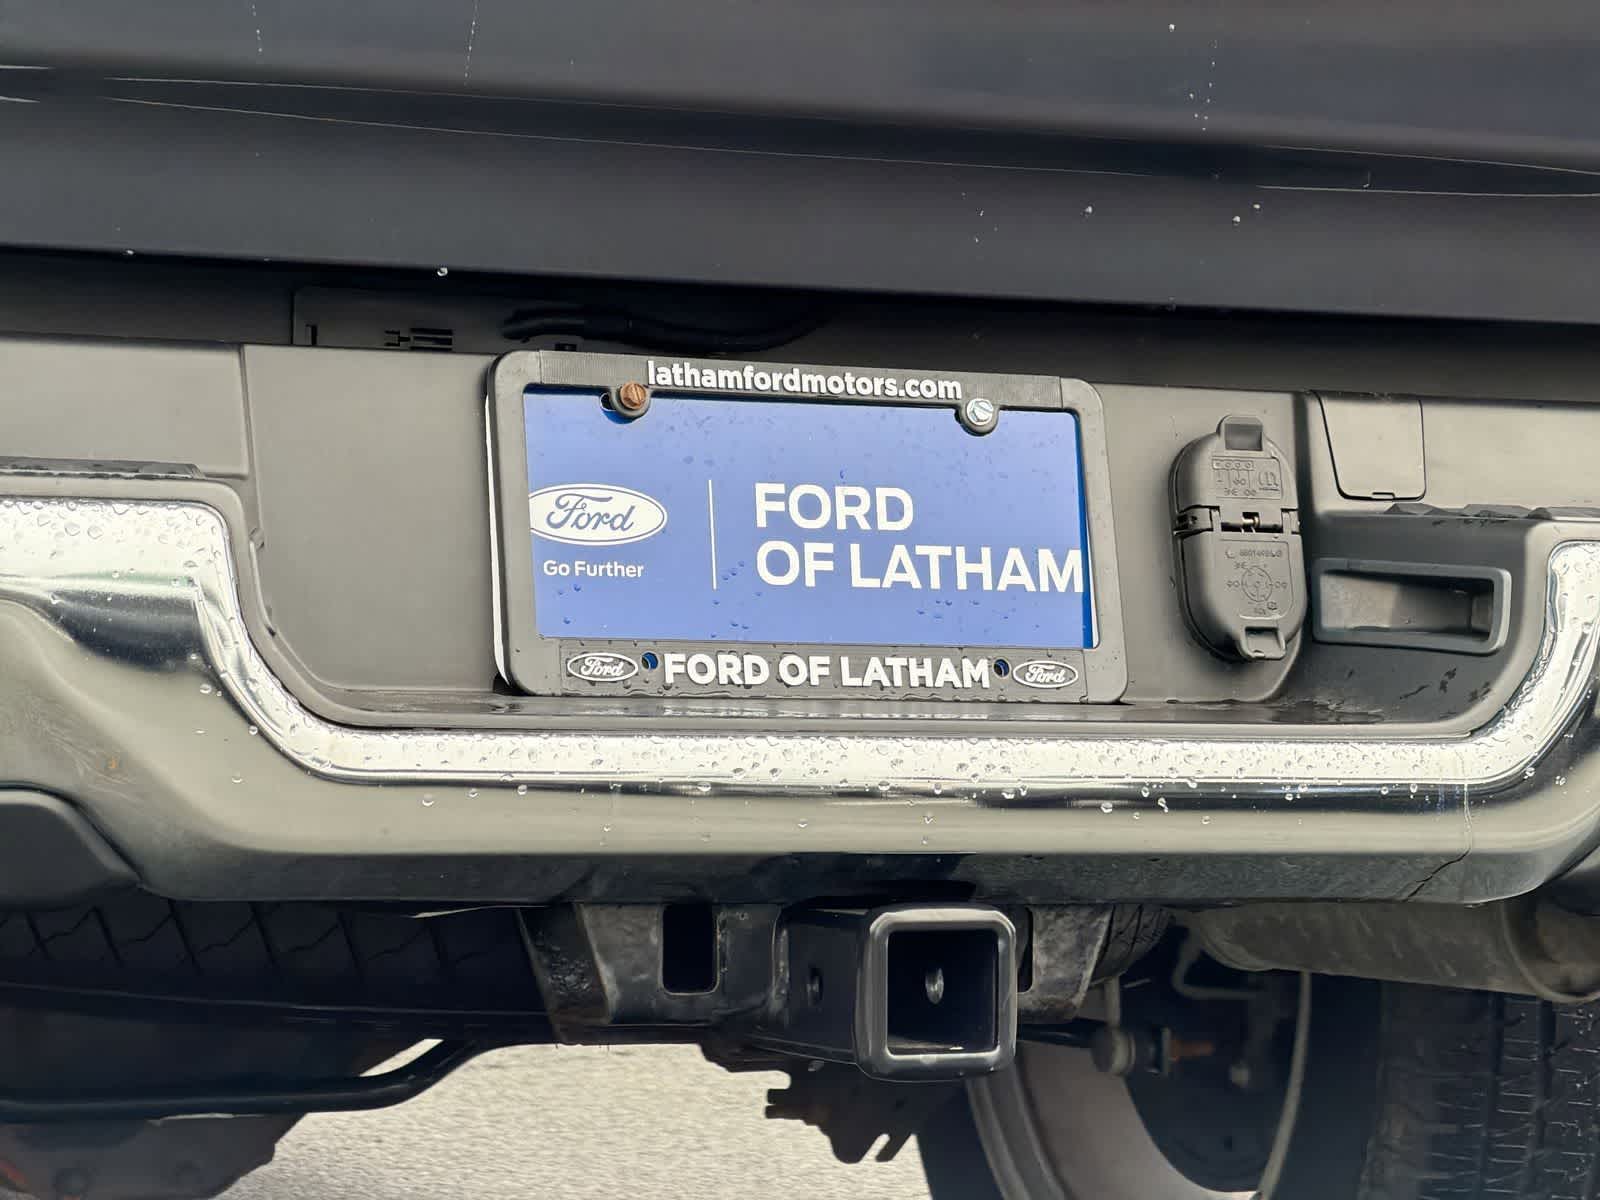 lathamfordmotors.com
Ford
Go Further
FORD
OF LATHAM
Ford FORD OF LATHAM Ford